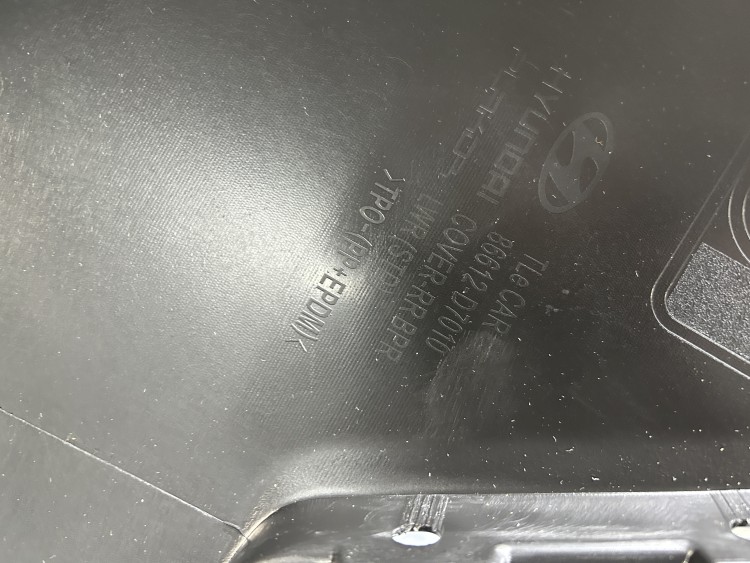 HYUNDAI
TLe CAR
86612-D7010
COVER-RR BPR
LWR (STD)
>TPO-(PP+EPDM)<